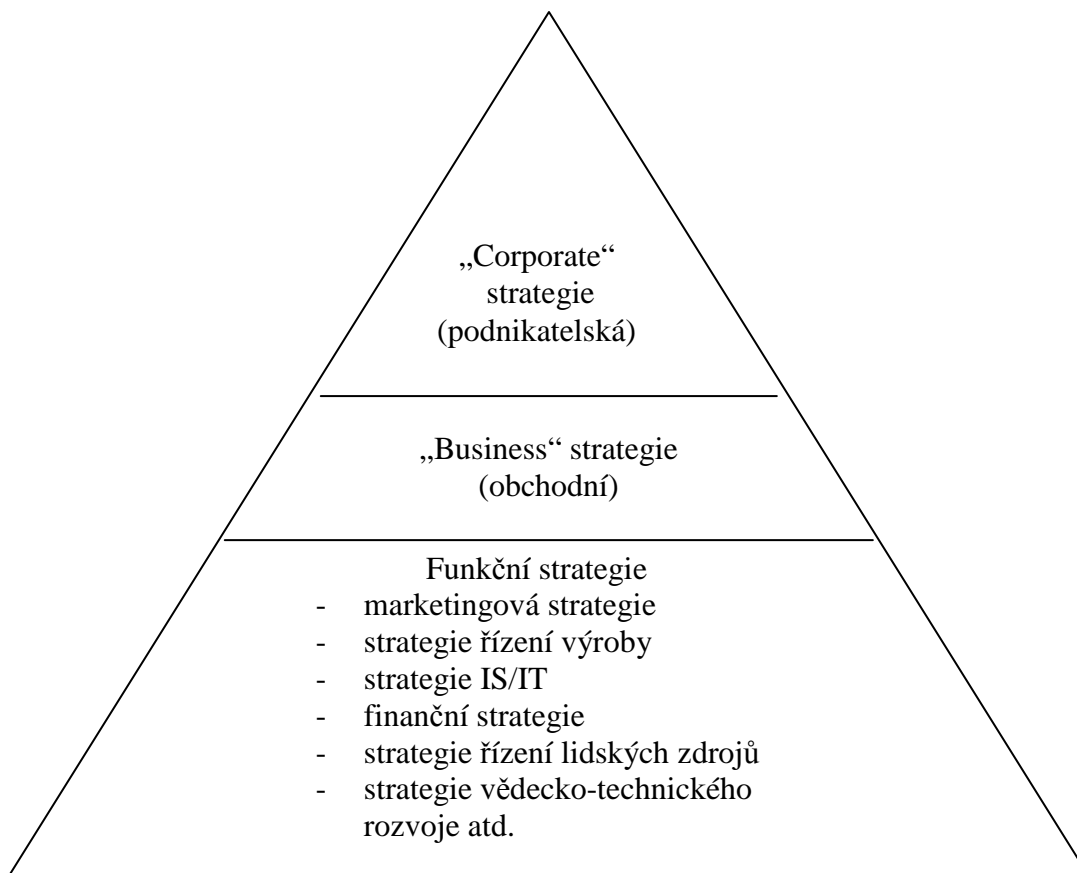 „Corporate“
strategie
(podnikatelská)
„Business“ strategie
(obchodní)
Funkční strategie
- marketingová strategie
- strategie řízení výroby
- strategie IS/IT
- finanční strategie
- strategie řízení lidských zdrojů
- strategie vědecko-technického
rozvoje atd.